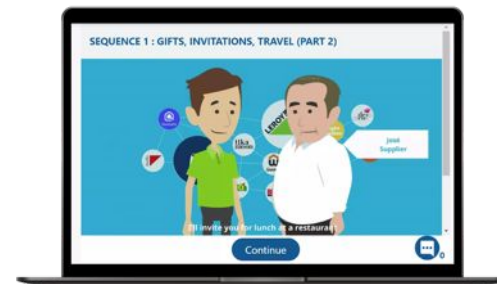 SEQUENCE 1 : GIFTS, INVITATIONS, TRAVEL (PART 2)
LEROY
josé
Supplier
I'll invite you for lunch at a restaurant
Continue
0